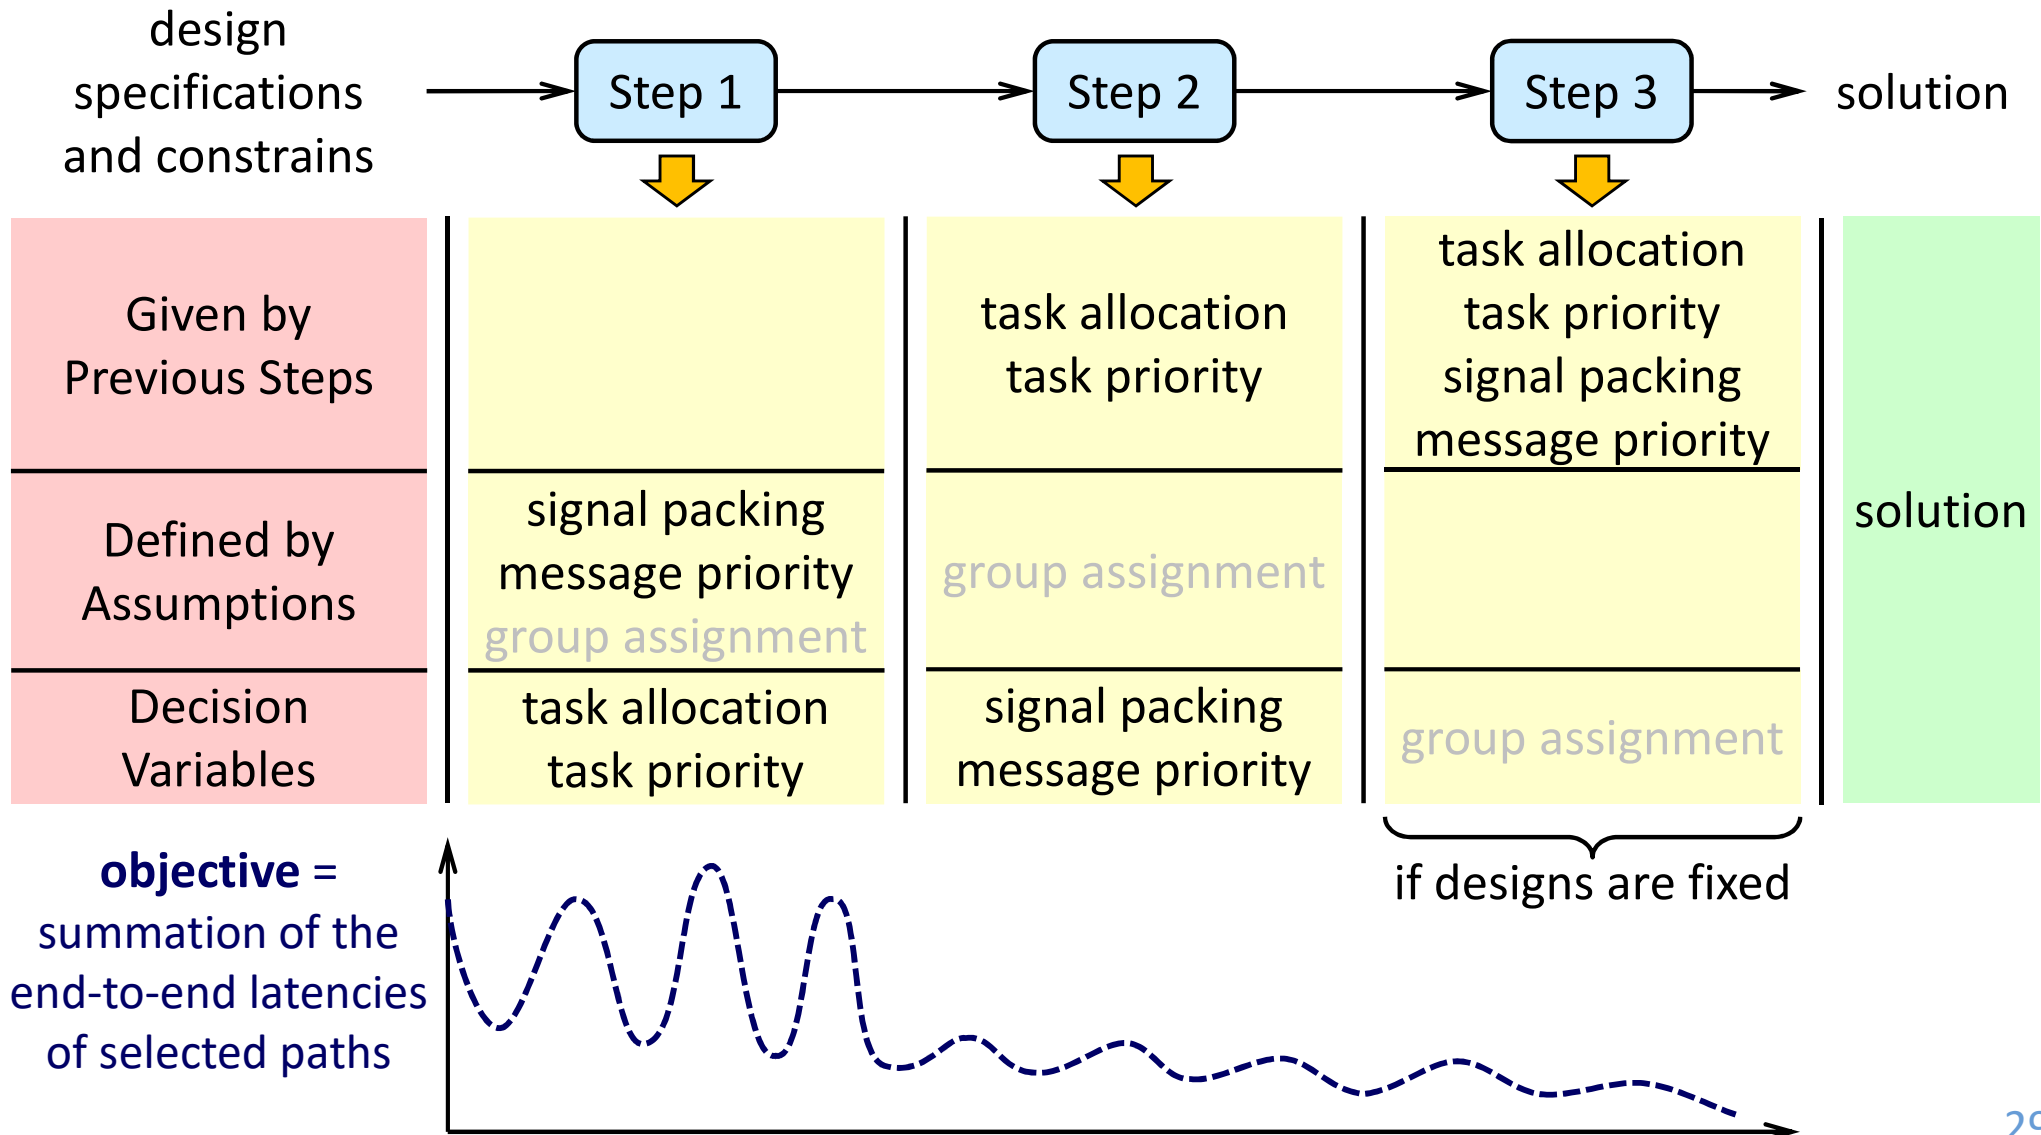 design
specifications
and constrains
Step 1
Step 2
Step 3
solution
Given by
Previous Steps
task allocation
task priority
task allocation
task priority
signal packing
message priority
Defined by
Assumptions
signal packing
message priority
group assignment
group assignment
solution
Decision
Variables
task allocation
task priority
signal packing
message priority
group assignment
objective =
summation of the
end-to-end latencies
of selected paths
if designs are fixed
29